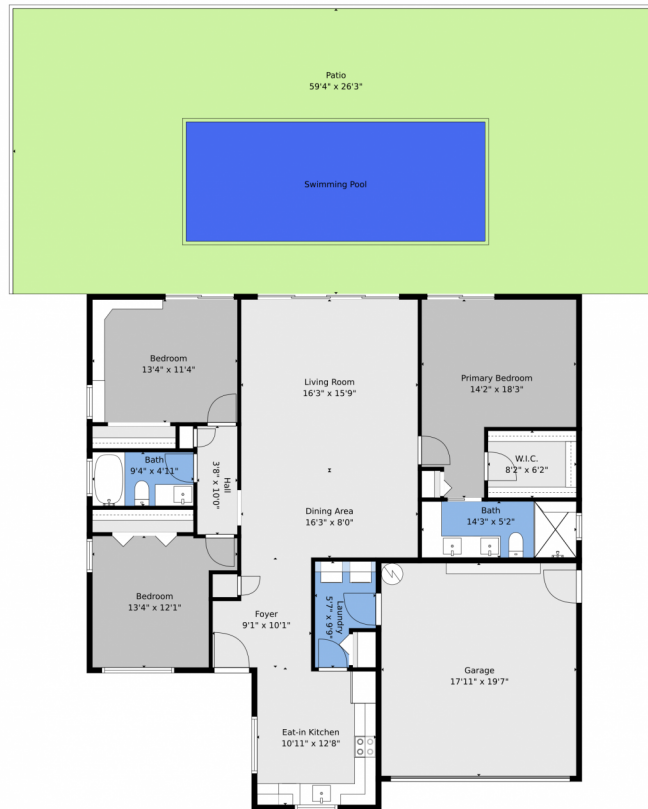 Patio
59'4" x 26'3"
Swimming Pool
Bedroom
13'4" x 11'4"
Living Room
16'3" x 15'9"
Primary Bedroom
14'2" x 18'3"
W.I.C.
8'2" x 6'2"
Bath
9'4" x 4'11"
Hall
3'8" x 10'0"
Dining Area
16'3" x 8'0"
Bath
14'3" x 5'2"
Bedroom
13'4" x 12'1"
Foyer
9'1" x 10'1"
Laundry
5'7" x 9'9"
Garage
17'11" x 19'7"
Eat-in Kitchen
10'11" x 12'8"